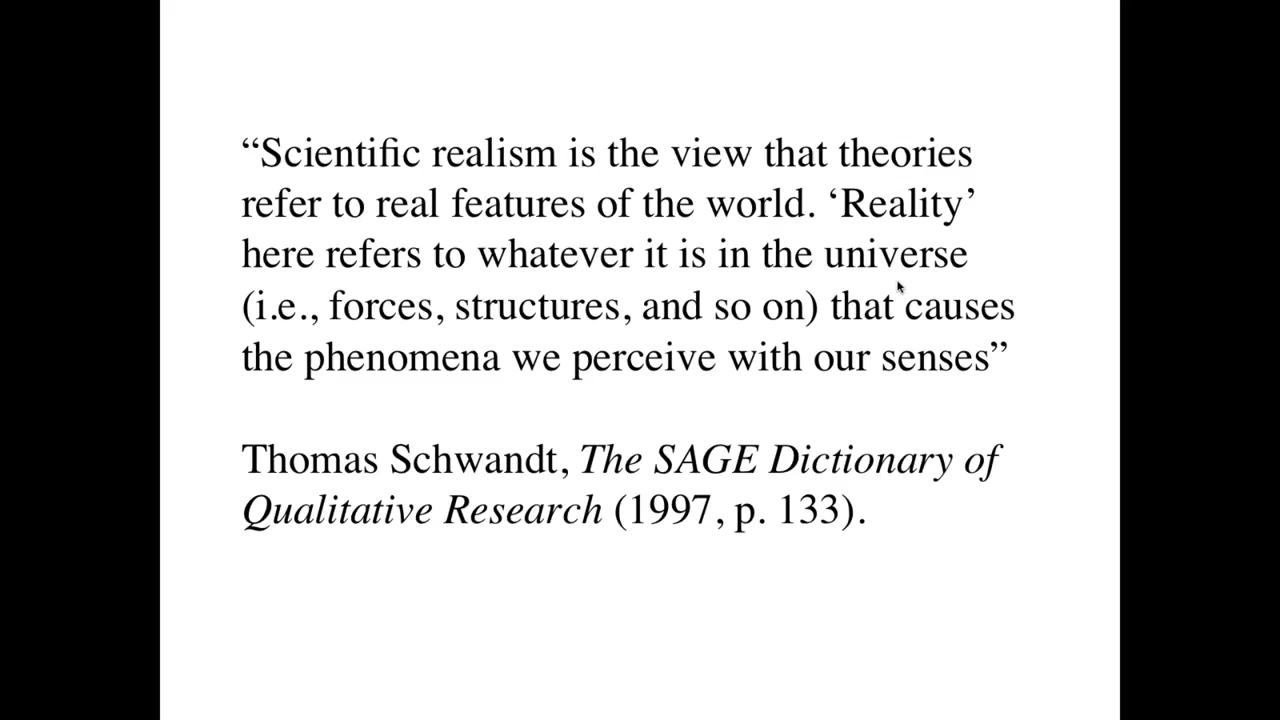 “Scientific realism is the view that theories
refer to real features of the world. ‘Reality’
here refers to whatever it is in the universe
(i.e., forces, structures, and so on) that causes
the phenomena we perceive with our senses”
Thomas Schwandt, The SAGE Dictionary of
Qualitative Research (1997, p. 133).